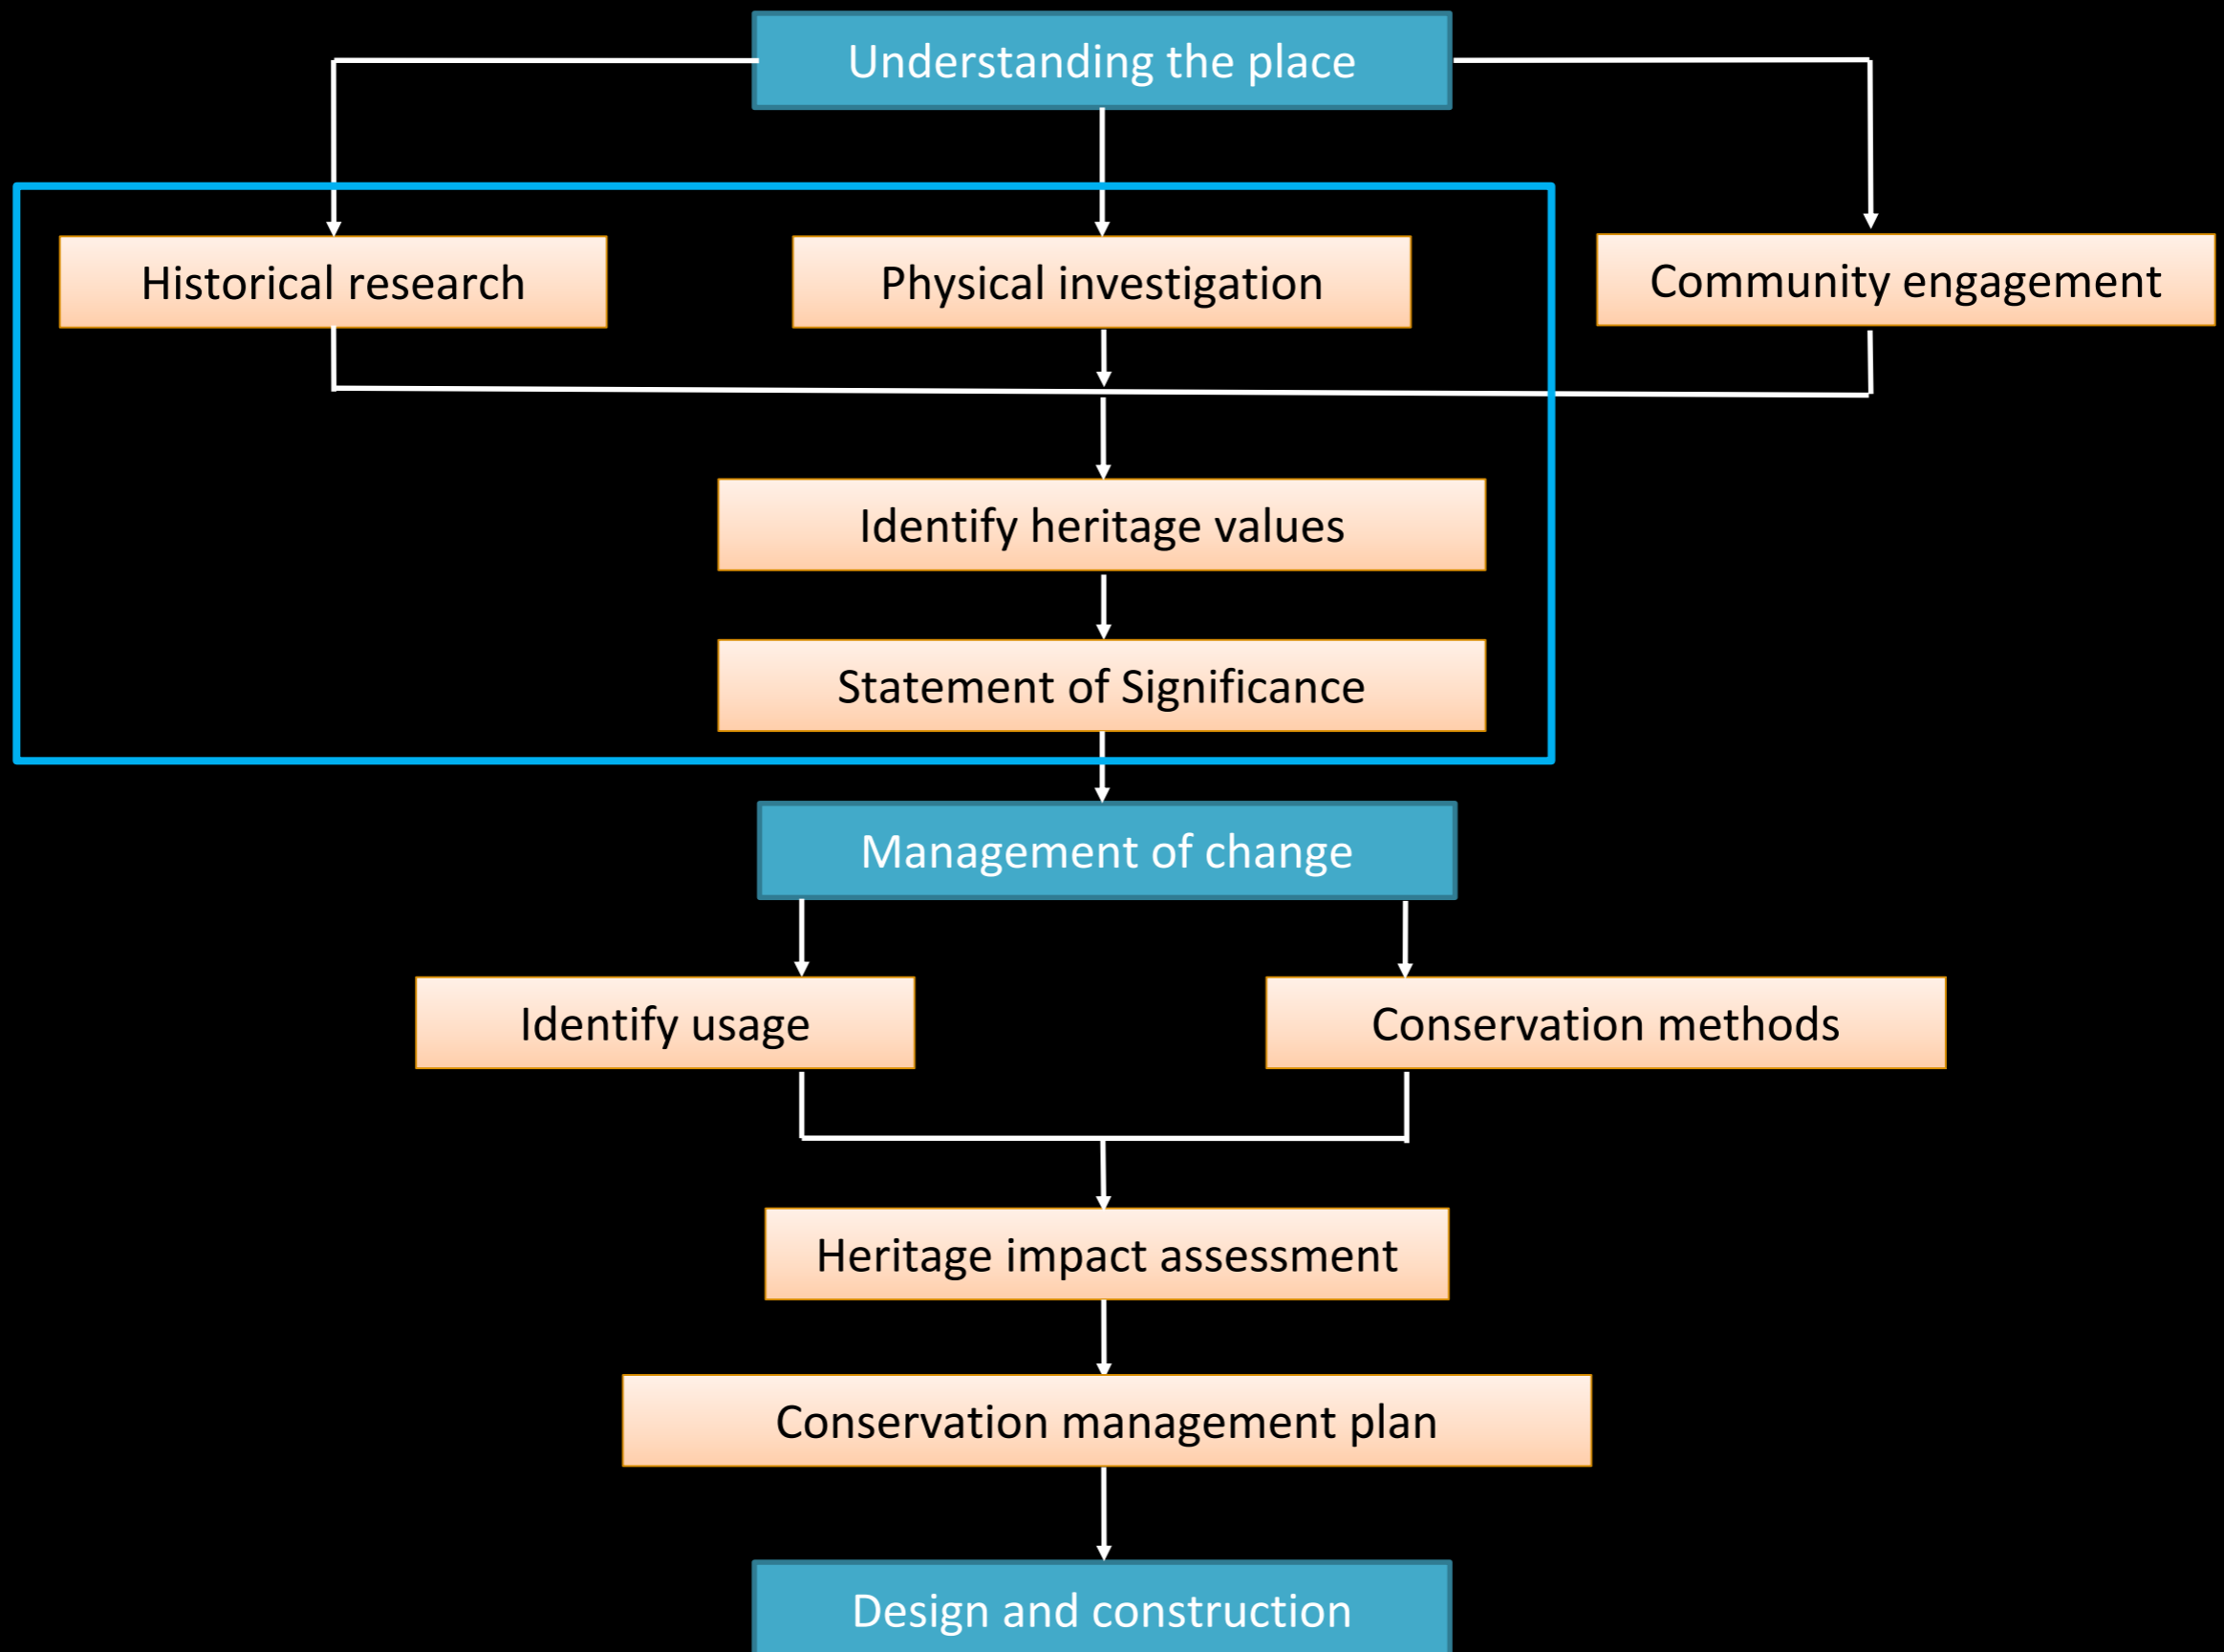 Understanding the place
Historical research
Physical investigation
Community engagement
Identify heritage values
Statement of Significance
Management of change
Identify usage
Conservation methods
Heritage impact assessment
Conservation management plan
Design and construction